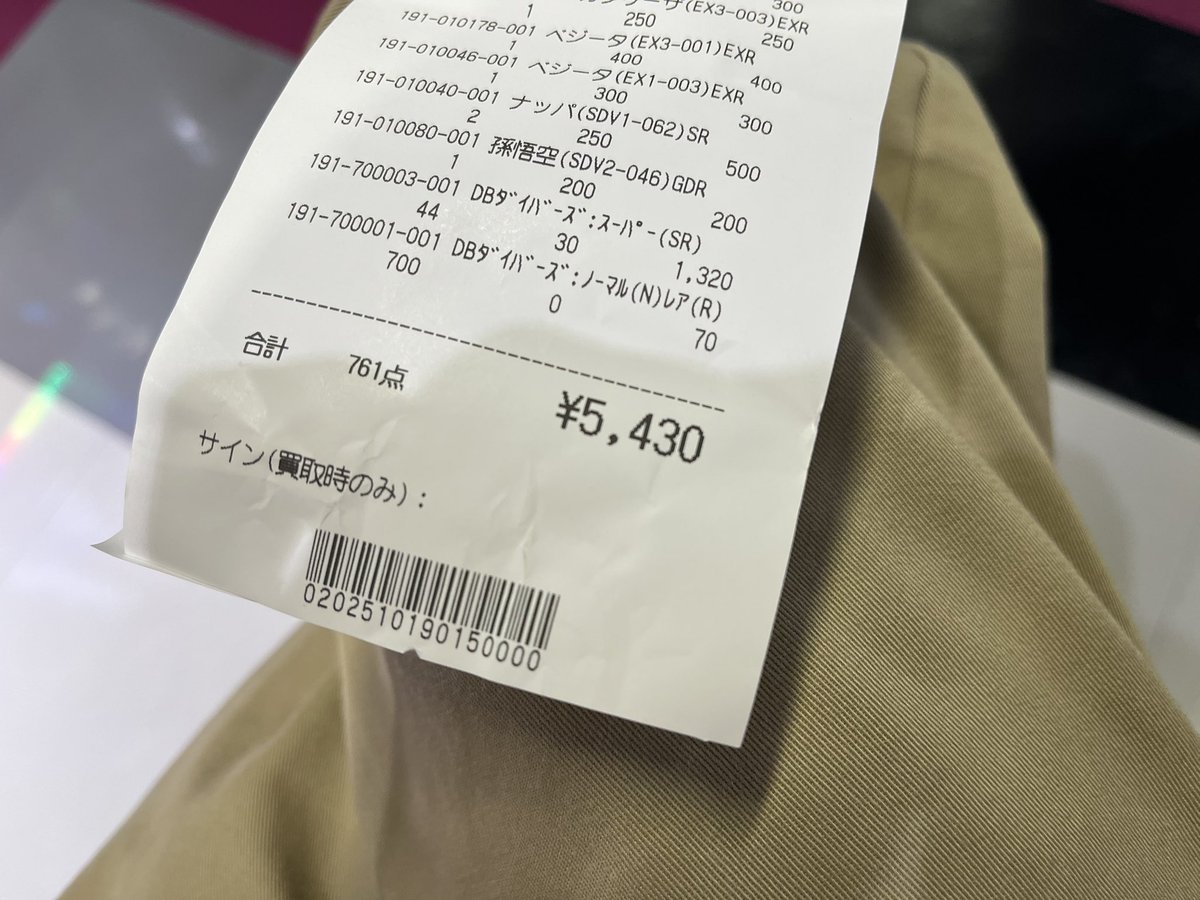 300
(EX3-003)EXR
1 250 250
191-010178-001 ベジータ(EX3-001)EXR
1 400 400
191-010046-001 ベジータ(EX1-003)EXR
1 300 300
191-010040-001 ナッパ(SDV1-062)SR
2 250 500
191-010080-001 孫悟空(SDV2-046)GDR
1 200 200
191-700003-001 DBダイバーズ:スーパー(SR)
44 30 1,320
191-700001-001 DBダイバーズ:ノーマル(N)レア(R)
700 0 70
合計 761点 ¥5,430
サイン(買取時のみ):
0202510190150000